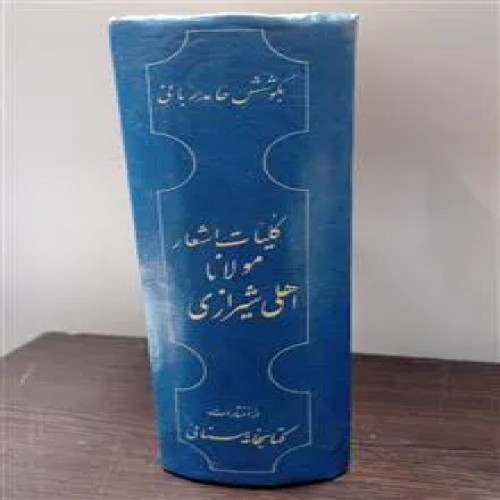 بکوشش حامد ربانی
کلیات اشعار
مولانا
اهلی شیرازی
از انتشارات
کتابخانه سنائی